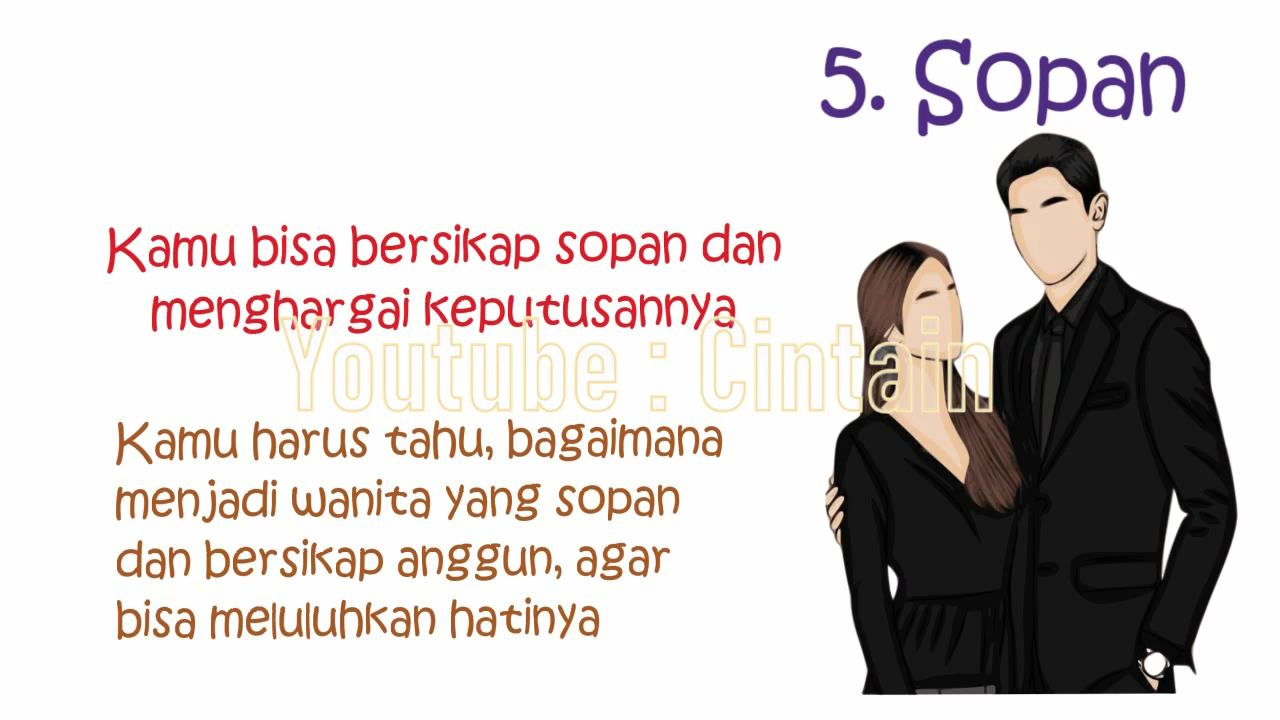 5. Sopan
Kamu bisa bersikap sopan dan
menghargai keputusannya
Youtube : Cintain
Kamu harus tahu, bagaimana
menjadi wanita yang sopan
dan bersikap anggun, agar
bisa meluluhkan hatinya